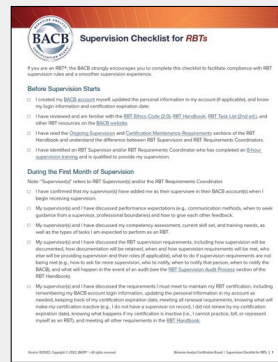 BACB
Supervision Checklist for RBTs
If you are an RBT®, the BACB strongly encourages you to complete this checklist to facilitate compliance with RBT
supervision rules and a smoother supervision experience.
Before Supervision Starts
I created my BACB account myself, updated the personal information in my account (if applicable), and know
my login information and certification expiration date.
I have reviewed and am familiar with the RBT Ethics Code (2.0), RBT Handbook, RBT Task List (2nd ed.), and
other RBT resources on the BACB website.
I have read the Ongoing Supervision and Certification Maintenance Requirements sections of the RBT
Handbook and understand the difference between RBT Supervisors and RBT Requirements Coordinators.
I have identified an RBT Supervisor and/or RBT Requirements Coordinator who has completed an 8-hour
supervision training and is qualified to provide my supervision.
During the First Month of Supervision
Note: "Supervisor(s)" refers to RBT Supervisor(s) and/or the RBT Requirements Coordinator.
I have confirmed that my supervisor(s) have added me as their supervisee in their BACB account(s) when I
begin receiving supervision.
My supervisor(s) and I have discussed performance expectations (e.g., communication methods, when to seek
guidance from a supervisor, professional boundaries) and how to give each other feedback.
My supervisor(s) and I have discussed my competency assessment, current skill set, and training needs, as
well as the types of tasks I am expected to perform as an RBT.
My supervisor(s) and I have discussed the RBT supervision requirements, including how supervision will be
documented, how documentation will be retained, when and how supervision requirements will be met, who
will be providing supervision and their roles (if applicable), what to do if supervision requirements are not
being met (e.g., how to ask for more supervision, who to notify, when to notify that person, when to notify the
BACB), and what will happen in the event of an audit (see the RBT Supervision Audit Process section of the
RBT Handbook).
My supervisor(s) and I have discussed the requirements I must meet to maintain my RBT certification, including
remembering my BACB account login information, updating the personal information in my account as
needed, keeping track of my certification expiration date, meeting all renewal requirements, knowing what will
make my certification inactive (e.g., I do not have a supervisor on record, I did not renew by my certification
expiration date), knowing what happens if my certification is inactive (i.e., I cannot practice, bill, or represent
myself as an RBT), and meeting all other requirements in the RBT Handbook.